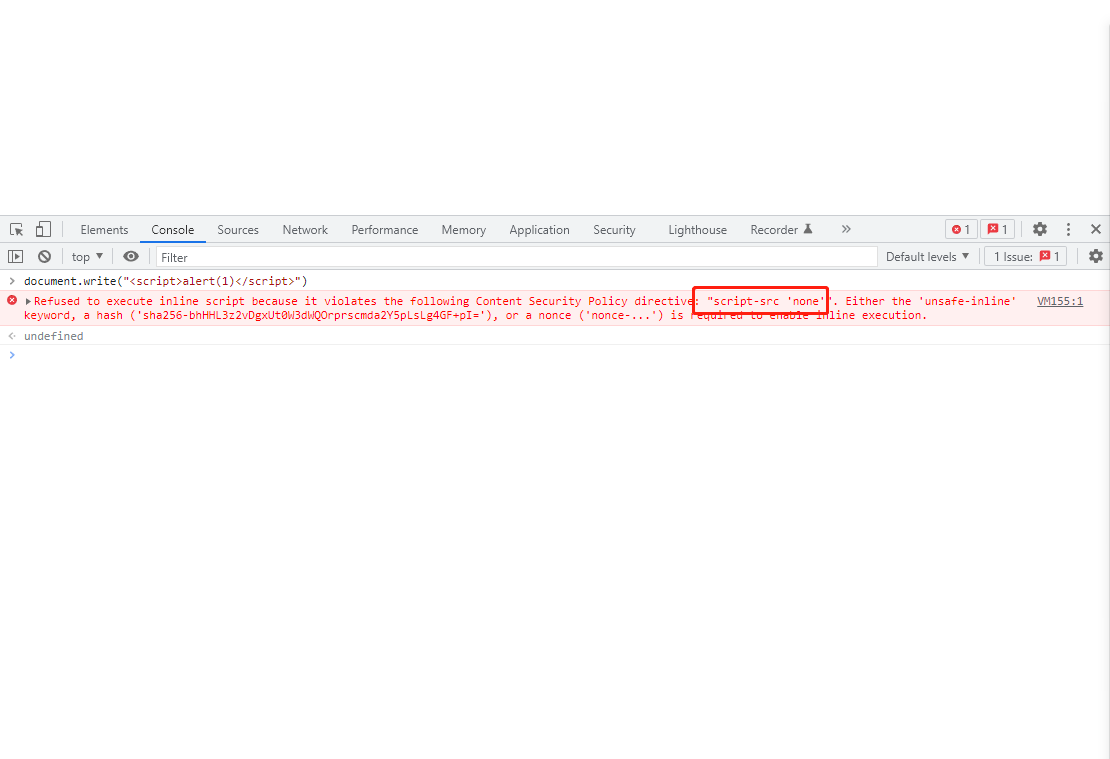 Elements Console Sources Network Performance Memory Application Security Lighthouse Recorder » 1 1
top Filter Default levels 1 Issue: 1
document.write("<script>alert(1)</script>")
Refused to execute inline script because it violates the following Content Security Policy directive: "script-src 'none'". Either the 'unsafe-inline' VM155:1
keyword, a hash ('sha256-bhHHL3z2vDgxUt0W3dWQOrprscmda2Y5pLsLg4GF+pI='), or a nonce ('nonce-...') is required to enable inline execution.
undefined